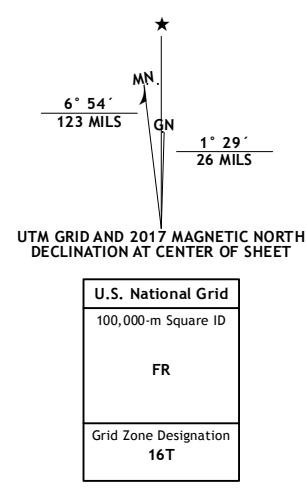 ★
MN
6° 54´
123 MILS
GN
1° 29´
26 MILS
UTM GRID AND 2017 MAGNETIC NORTH
DECLINATION AT CENTER OF SHEET
U.S. National Grid
100,000-m Square ID
FR
Grid Zone Designation
16T